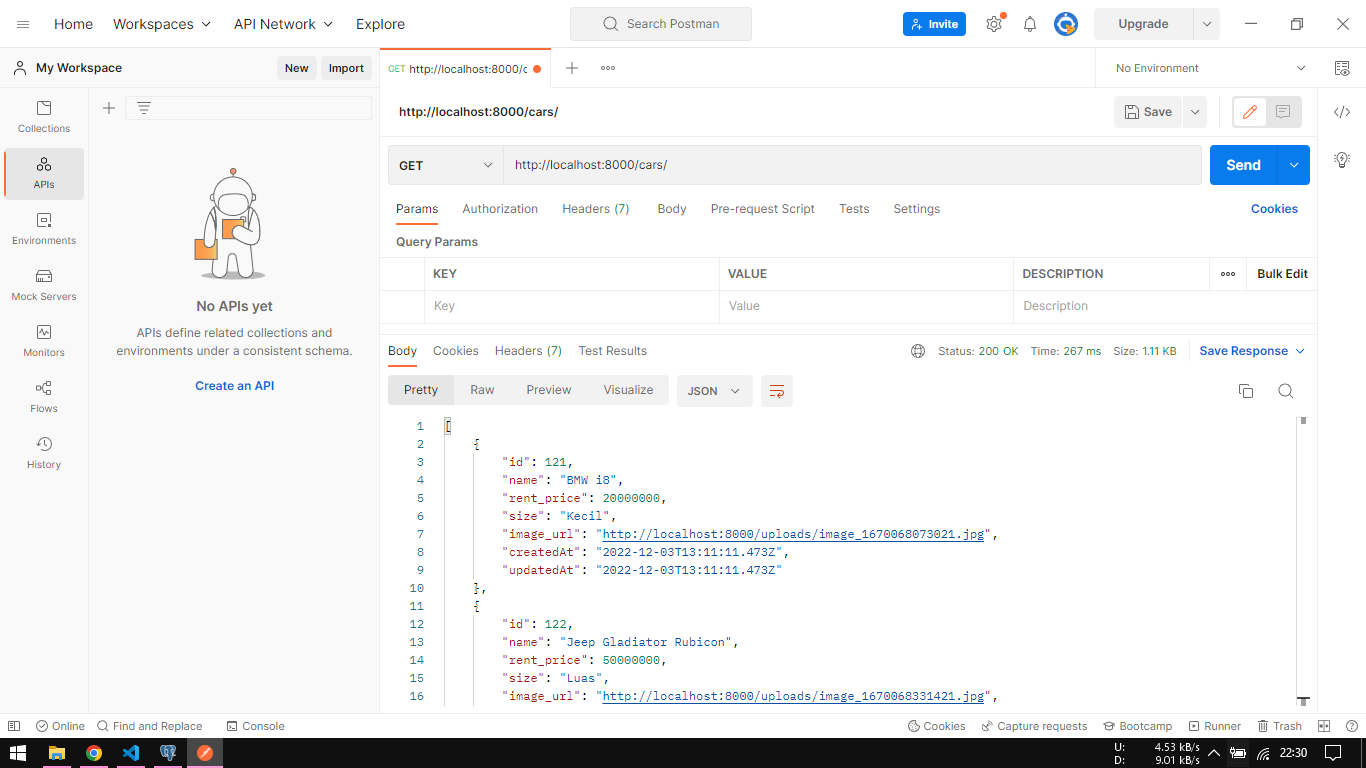 Home Workspaces API Network Explore Search Postman Invite Upgrade
My Workspace New Import GET http://localhost:8000/c No Environment
Collections
APIs
Environments
Mock Servers
Monitors
Flows
History
No APIs yet
APIs define related collections and
environments under a consistent schema.
Create an API
http://localhost:8000/cars/ Save
GET http://localhost:8000/cars/ Send
Params Authorization Headers (7) Body Pre-request Script Tests Settings Cookies
Query Params
KEY VALUE DESCRIPTION Bulk Edit
Key Value Description
Body Cookies Headers (7) Test Results Status: 200 OK Time: 267 ms Size: 1.11 KB Save Response
Pretty Raw Preview Visualize JSON
1 [
2 {
3 "id": 121,
4 "name": "BMW i8",
5 "rent_price": 20000000,
6 "size": "Kecil",
7 "image_url": "http://localhost:8000/uploads/image_1670068073021.jpg",
8 "createdAt": "2022-12-03T13:11:11.473Z",
9 "updatedAt": "2022-12-03T13:11:11.473Z"
10 },
11 {
12 "id": 122,
13 "name": "Jeep Gladiator Rubicon",
14 "rent_price": 50000000,
15 "size": "Luas",
16 "image_url": "http://localhost:8000/uploads/image_1670068331421.jpg",
Online Find and Replace Console Cookies Capture requests Bootcamp Runner Trash
U: 4.53 kB/s
D: 9.01 kB/s
22:30